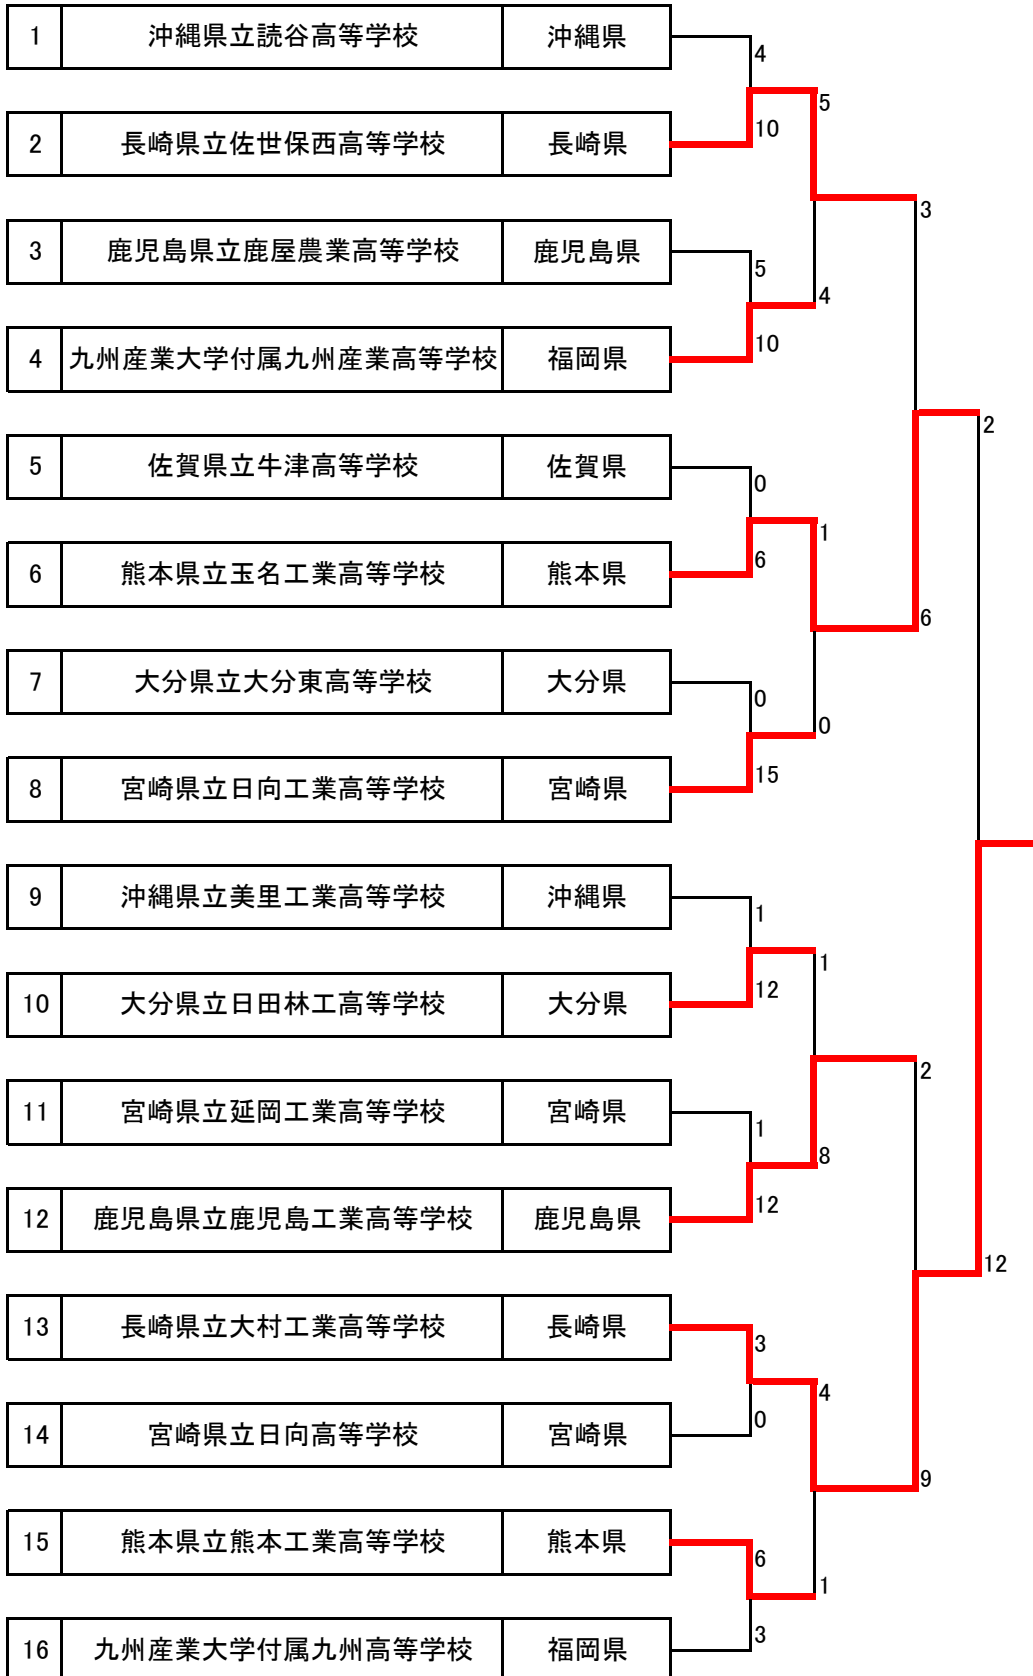 1 沖縄県立読谷高等学校 沖縄県
4
5
2 長崎県立佐世保西高等学校 長崎県
10
3
3 鹿児島県立鹿屋農業高等学校 鹿児島県
5
4
4 九州産業大学付属九州産業高等学校 福岡県
10
2
5 佐賀県立牛津高等学校 佐賀県
0
1
6 熊本県立玉名工業高等学校 熊本県
6
6
7 大分県立大分東高等学校 大分県
0
0
8 宮崎県立日向工業高等学校 宮崎県
15
9 沖縄県立美里工業高等学校 沖縄県
1
1
10 大分県立日田林工高等学校 大分県
12
2
11 宮崎県立延岡工業高等学校 宮崎県
1
8
12 鹿児島県立鹿児島工業高等学校 鹿児島県
12
12
13 長崎県立大村工業高等学校 長崎県
3
4
14 宮崎県立日向高等学校 宮崎県
0
9
15 熊本県立熊本工業高等学校 熊本県
6
1
16 九州産業大学付属九州高等学校 福岡県
3